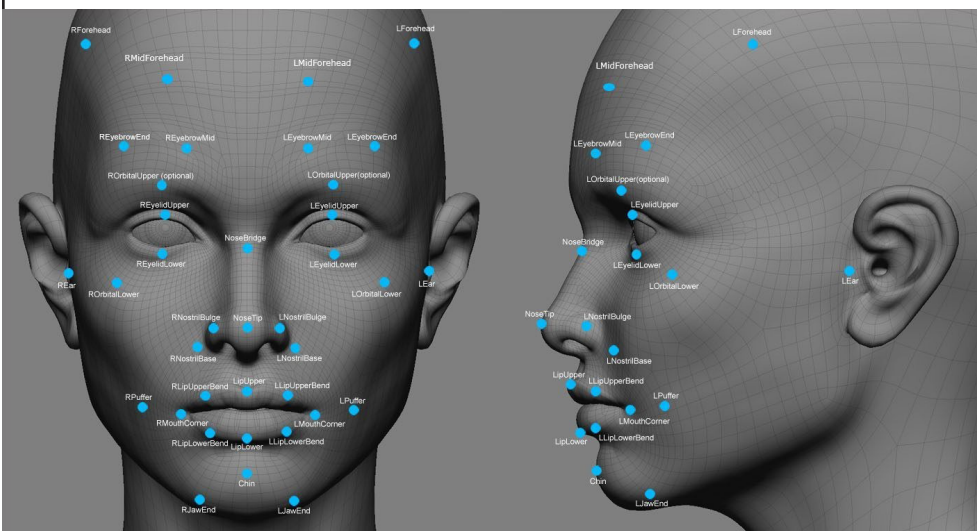 RForehead
LForehead
RMidForehead
LMidForehead
REyebrowEnd
REyebrowMid
LEyebrowMid
LEyebrowEnd
ROrbitalUpper (optional)
LOrbitalUpper(optional)
REyelidUpper
LEyelidUpper
NoseBridge
REyelidLower
LEyelidLower
REar
LEar
ROrbitalLower
LOrbitalLower
RNostrilBulge
NoseTip
LNostrilBulge
RNostrilBase
LNostrilBase
RLipUpperBend
LipUpper
LLipUpperBend
RPuffer
LPuffer
RMouthCorner
LMouthCorner
RLipLowerBend
LipLower
LLipLowerBend
Chin
RJawEnd
LJawEnd
LForehead
LMidForehead
LEyebrowEnd
LEyebrowMid
LOrbitalUpper(optional)
LEyelidUpper
NoseBridge
LEyelidLower
LOrbitalLower
LEar
NoseTip
LNostrilBulge
LNostrilBase
LipUpper
LLipUpperBend
LPuffer
LMouthCorner
LipLower
LLipLowerBend
Chin
LJawEnd